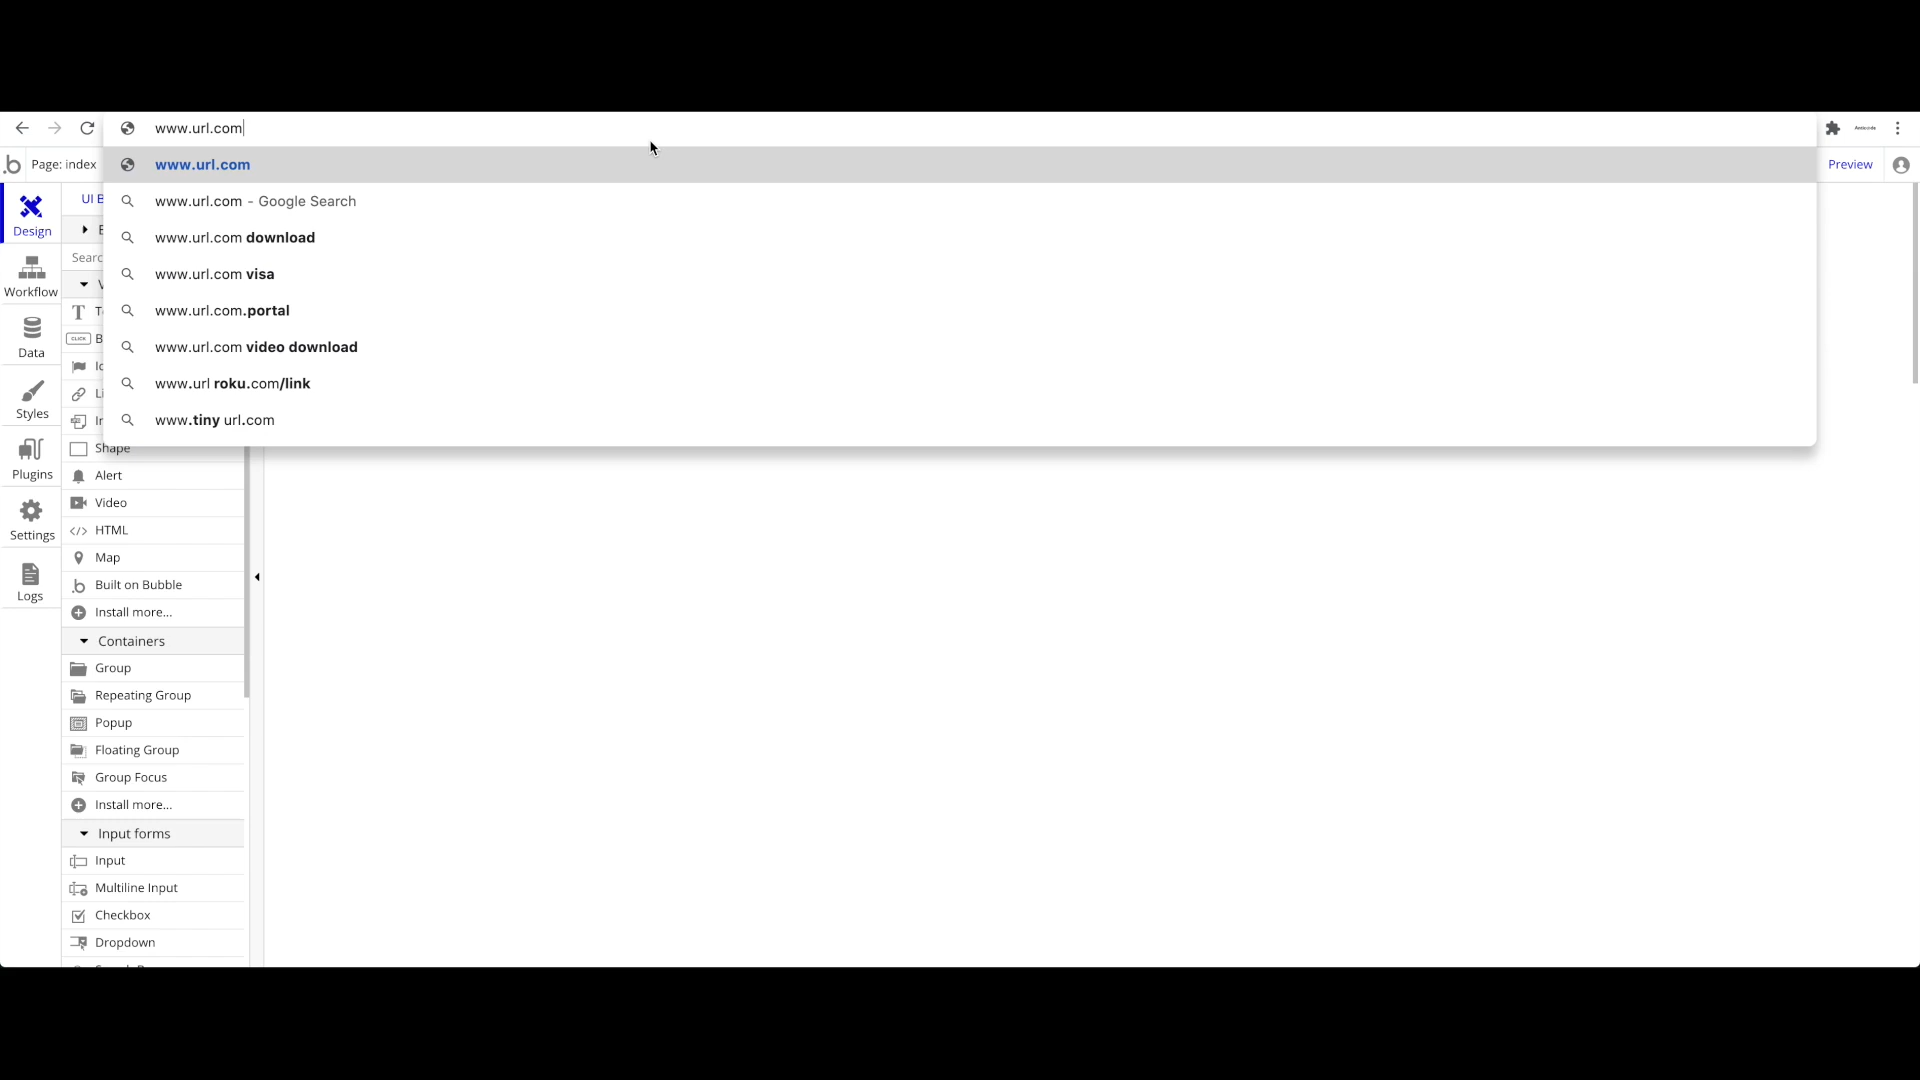 www.url.com
Page: index
www.url.com
Preview
UI B
www.url.com - Google Search
Design
www.url.com download
Searc
www.url.com visa
Workflow
www.url.com.portal
CLICK
www.url.com video download
Data
www.url roku.com/link
Styles
www.tiny url.com
Shape
Plugins
Alert
Video
Settings
HTML
Map
Built on Bubble
Logs
Install more...
Containers
Group
Repeating Group
Popup
Floating Group
Group Focus
Install more...
Input forms
Input
Multiline Input
Checkbox
Dropdown